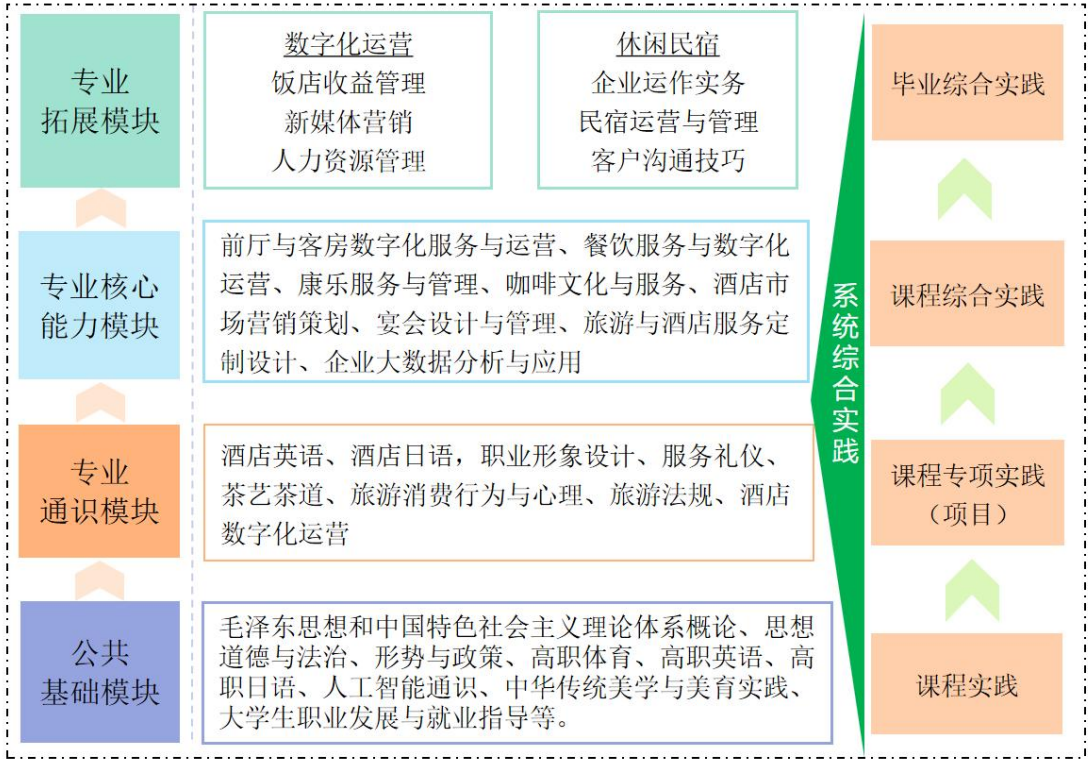 专业
拓展模块
数字化运营
饭店收益管理
新媒体营销
人力资源管理
休闲民宿
企业运作实务
民宿运营与管理
客户沟通技巧
毕业综合实践
专业核心
能力模块
前厅与客房数字化服务与运营、餐饮服务与数字化
运营、康乐服务与管理、咖啡文化与服务、酒店市
场营销策划、宴会设计与管理、旅游与酒店服务定
制设计、企业大数据分析与应用
系统综合实践
课程综合实践
专业
通识模块
酒店英语、酒店日语，职业形象设计、服务礼仪、
茶艺茶道、旅游消费行为与心理、旅游法规、酒店
数字化运营
课程专项实践
（项目）
公共
基础模块
毛泽东思想和中国特色社会主义理论体系概论、思想
道德与法治、形势与政策、高职体育、高职英语、高
职日语、人工智能通识、中华传统美学与美育实践、
大学生职业发展与就业指导等。
课程实践